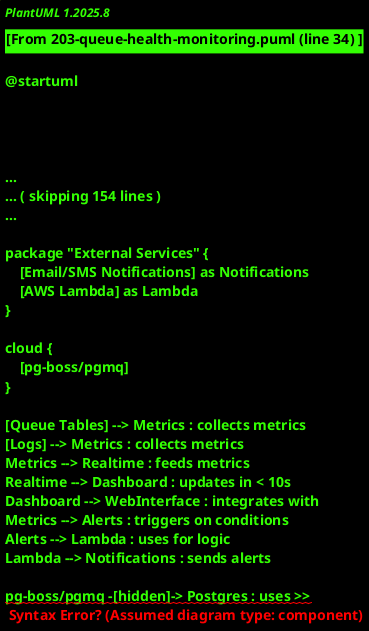 PlantUML 1.2025.8
[From 203-queue-health-monitoring.puml (line 34) ]
@startuml
...
... ( skipping 154 lines )
...
package "External Services" {
[Email/SMS Notifications] as Notifications
[AWS Lambda] as Lambda
}
cloud {
[pg-boss/pgmq]
}
[Queue Tables] --> Metrics : collects metrics
[Logs] --> Metrics : collects metrics
Metrics --> Realtime : feeds metrics
Realtime --> Dashboard : updates in < 10s
Dashboard --> WebInterface : integrates with
Metrics --> Alerts : triggers on conditions
Alerts --> Lambda : uses for logic
Lambda --> Notifications : sends alerts
pg-boss/pgmq -[hidden]-> Postgres : uses >>
Syntax Error? (Assumed diagram type: component)